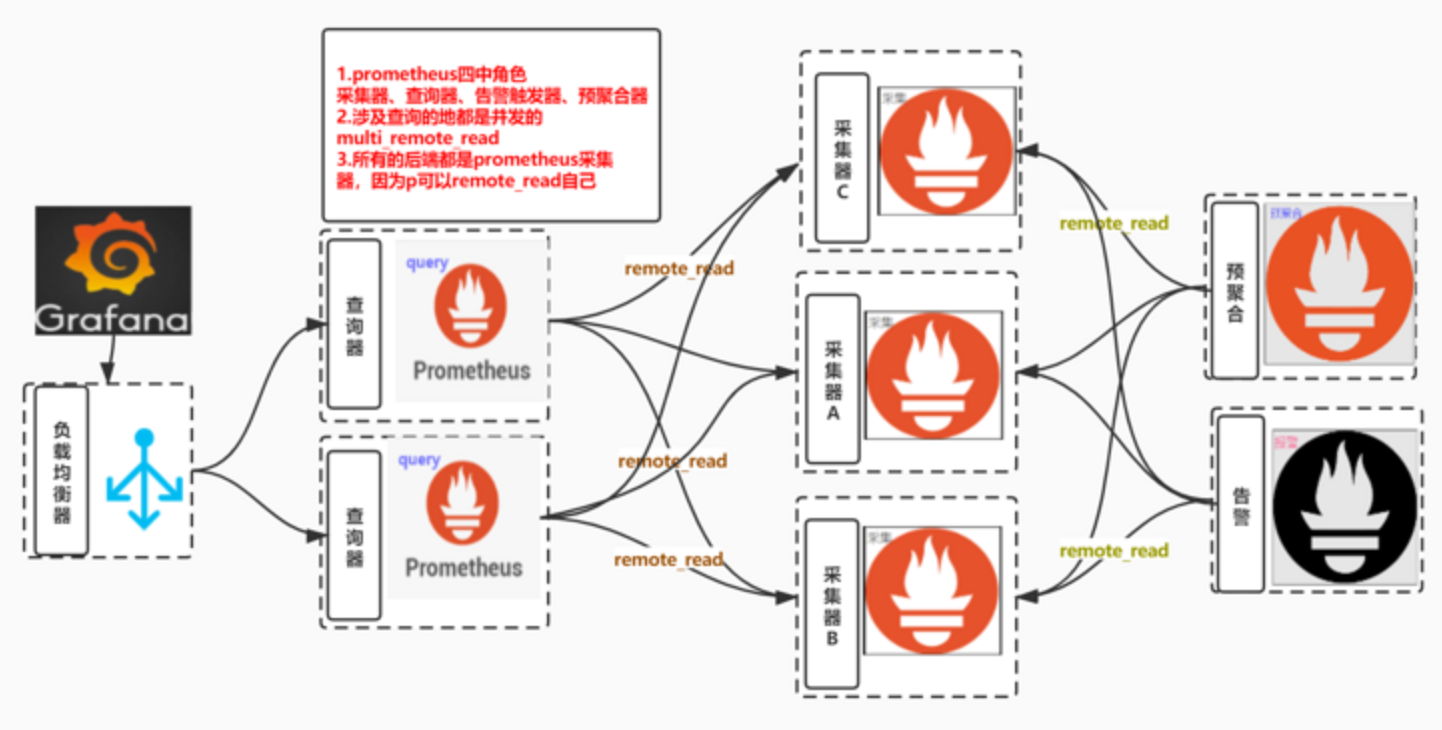 1.prometheus四中角色
采集器、查询器、告警触发器、预聚合器
2.涉及查询的地都是并发的
multi_remote_read
3.所有的后端都是prometheus采集
器，因为p可以remote_read自己
Grafana
负载均衡器
查询器
query
Prometheus
查询器
query
Prometheus
remote_read
remote_read
remote_read
采集器C
采集
采集器A
采集
采集器B
采集
remote_read
remote_read
预聚合
预聚合
告警
报警